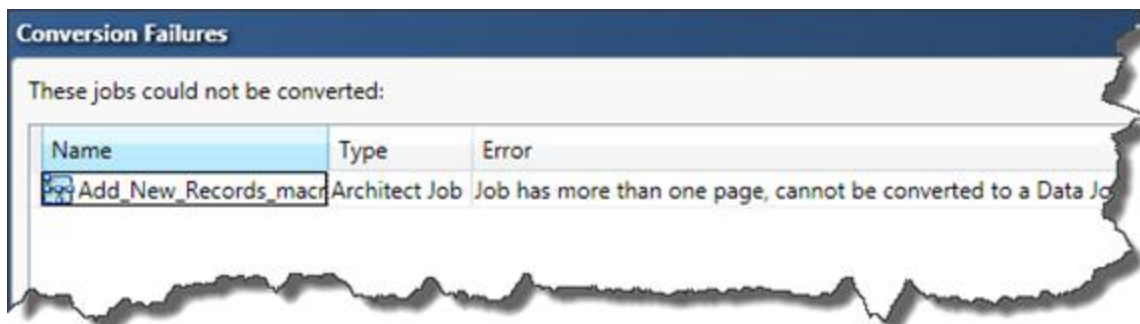 Conversion Failures
These jobs could not be converted:
Name Type Error
Add_New_Records_macr Architect Job Job has more than one page, cannot be converted to a Data Jo